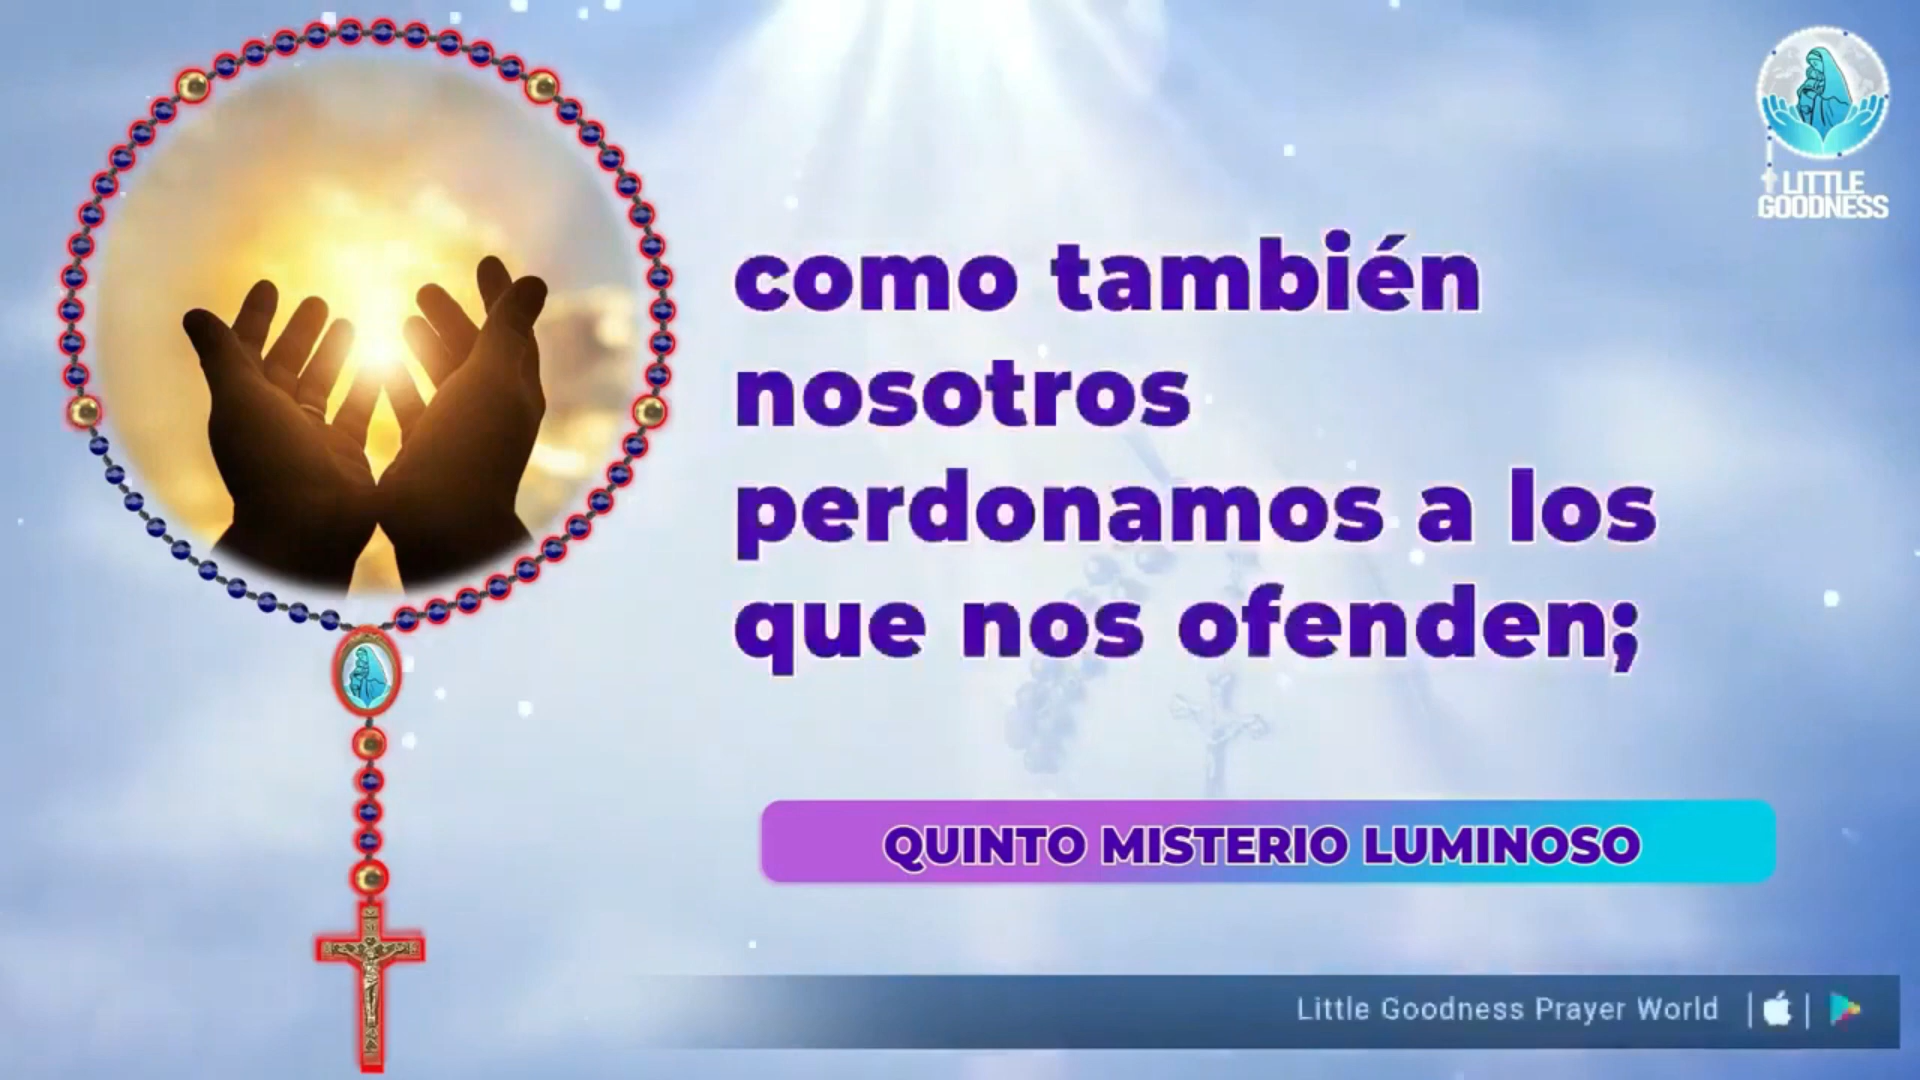 LITTLE
GOODNESS
como también
nosotros
perdonamos a los
que nos ofenden;
QUINTO MISTERIO LUMINOSO
Little Goodness Prayer World